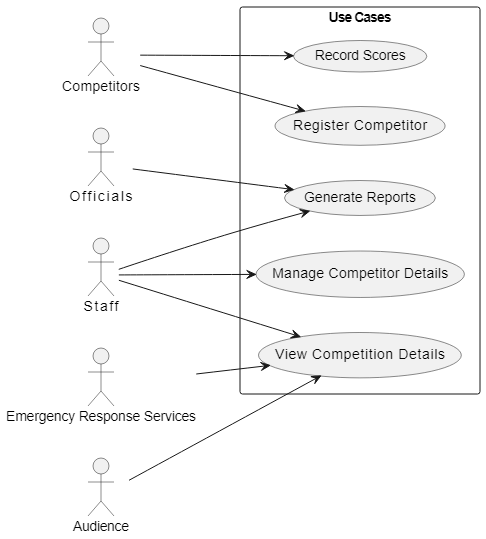 Use Cases
Competitors
Record Scores
Register Competitor
Officials
Generate Reports
Staff
Manage Competitor Details
View Competition Details
Emergency Response Services
Audience